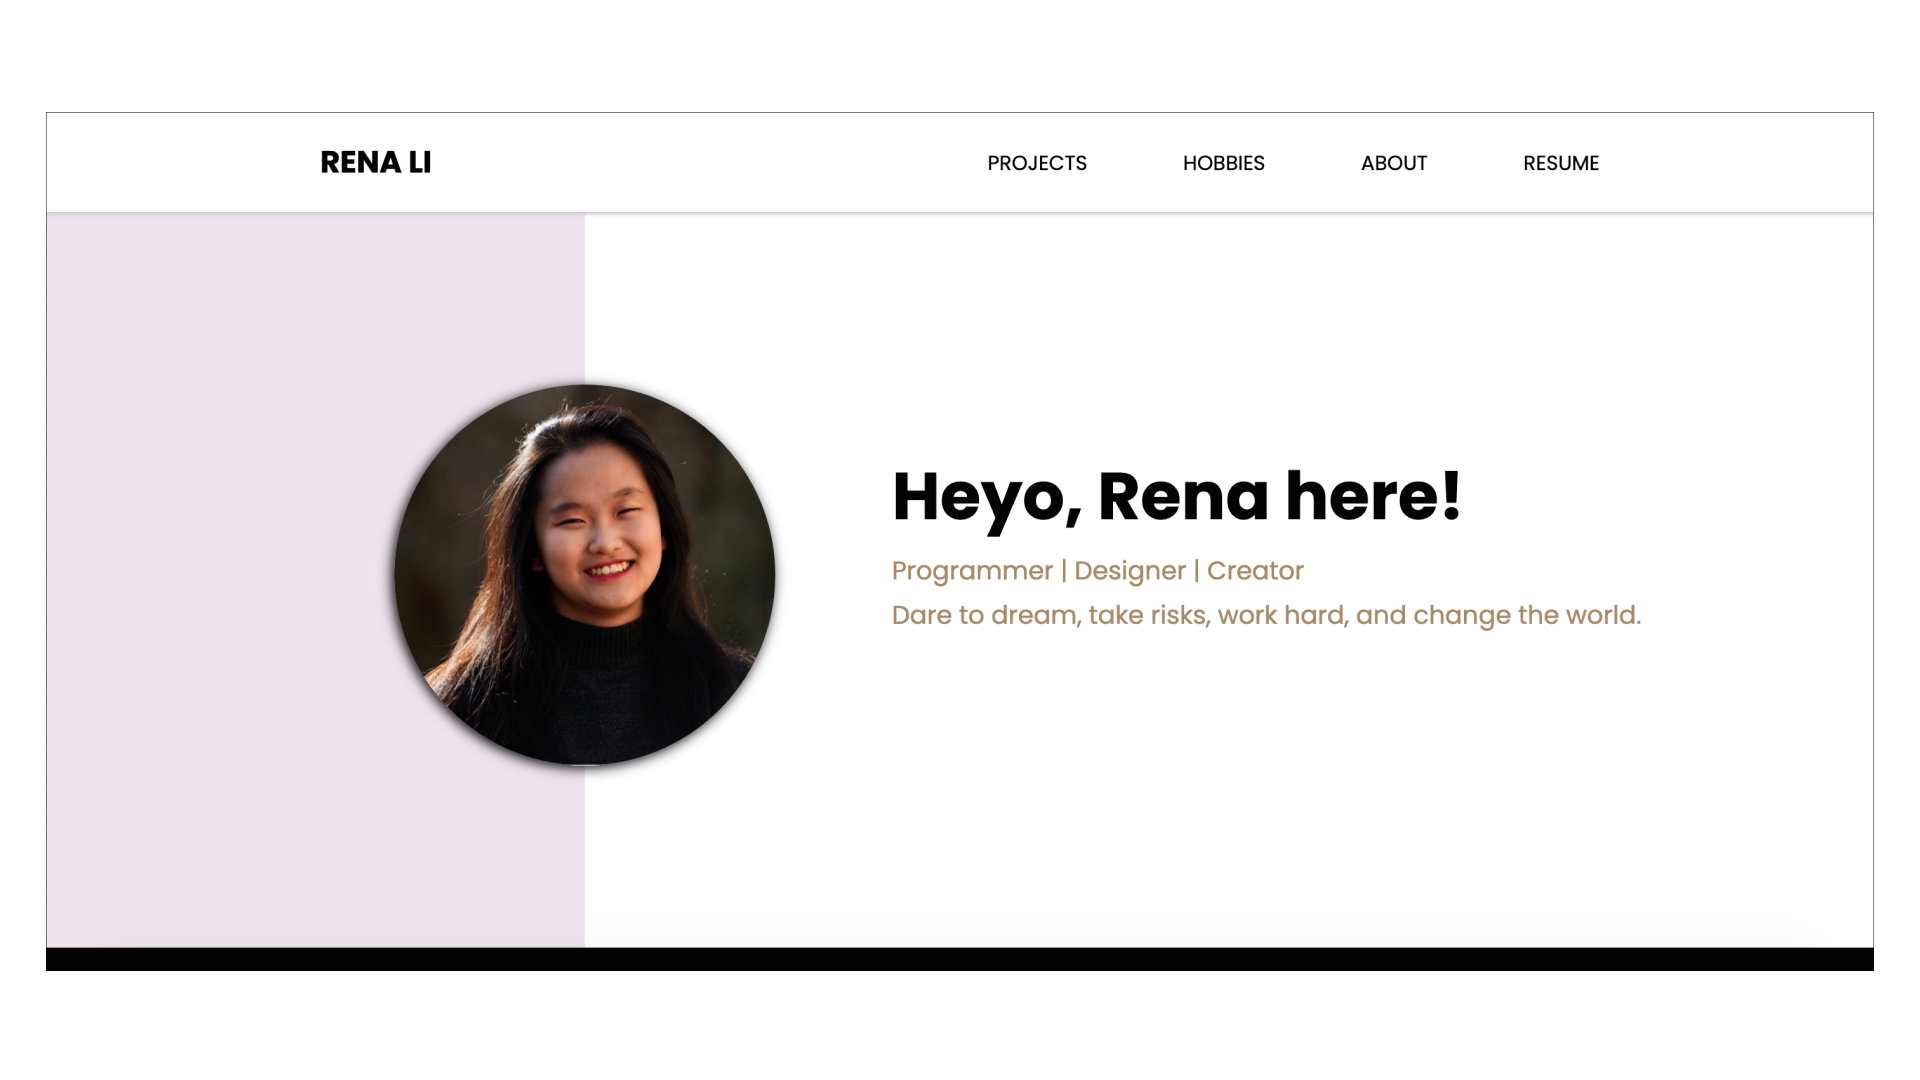 RENA LI
PROJECTS HOBBIES ABOUT RESUME
Heyo, Rena here!
Programmer | Designer | Creator
Dare to dream, take risks, work hard, and change the world.